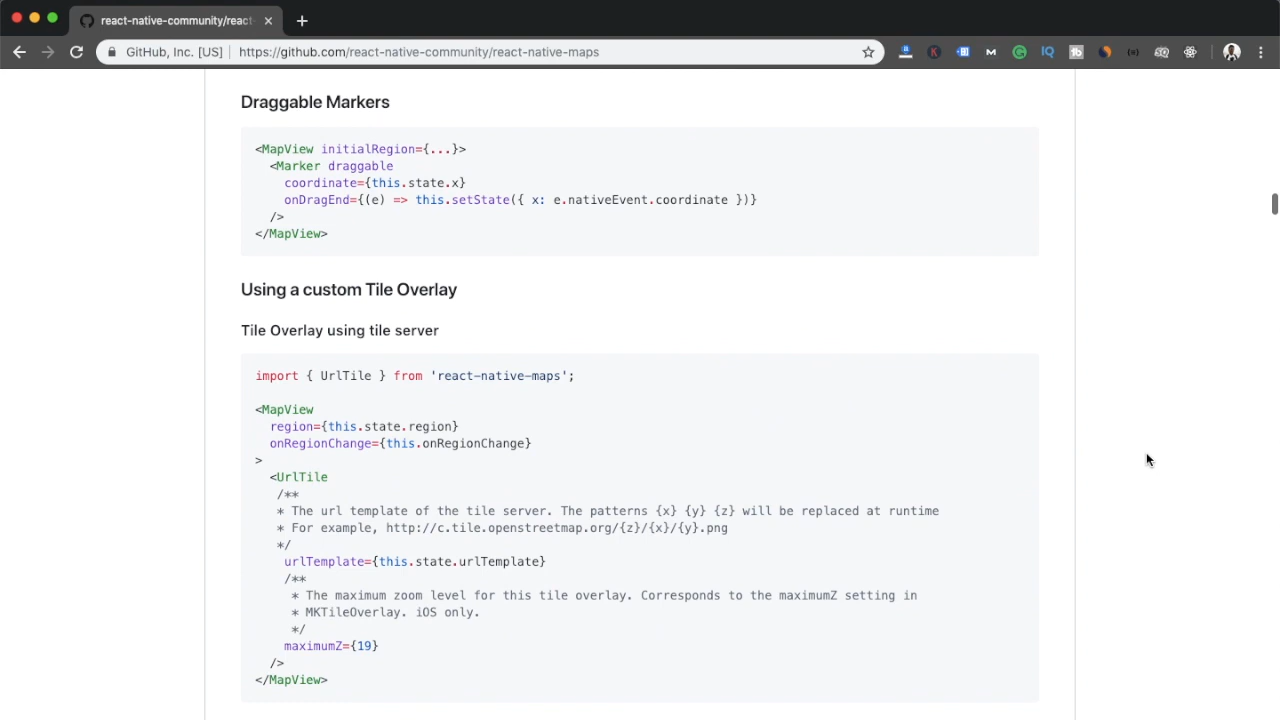 react-native-community/react-
GitHub, Inc. [US]
https://github.com/react-native-community/react-native-maps
Draggable Markers
<MapView initialRegion={...}>
  <Marker draggable
    coordinate={this.state.x}
    onDragEnd={(e) => this.setState({ x: e.nativeEvent.coordinate })}
  />
</MapView>
Using a custom Tile Overlay
Tile Overlay using tile server
import { UrlTile } from 'react-native-maps';
<MapView
  region={this.state.region}
  onRegionChange={this.onRegionChange}
>
  <UrlTile
   /**
   * The url template of the tile server. The patterns {x} {y} {z} will be replaced at runtime
   * For example, http://c.tile.openstreetmap.org/{z}/{x}/{y}.png
   */
    urlTemplate={this.state.urlTemplate}
    /**
     * The maximum zoom level for this tile overlay. Corresponds to the maximumZ setting in
     * MKTileOverlay. iOS only.
     */
    maximumZ={19}
  />
</MapView>